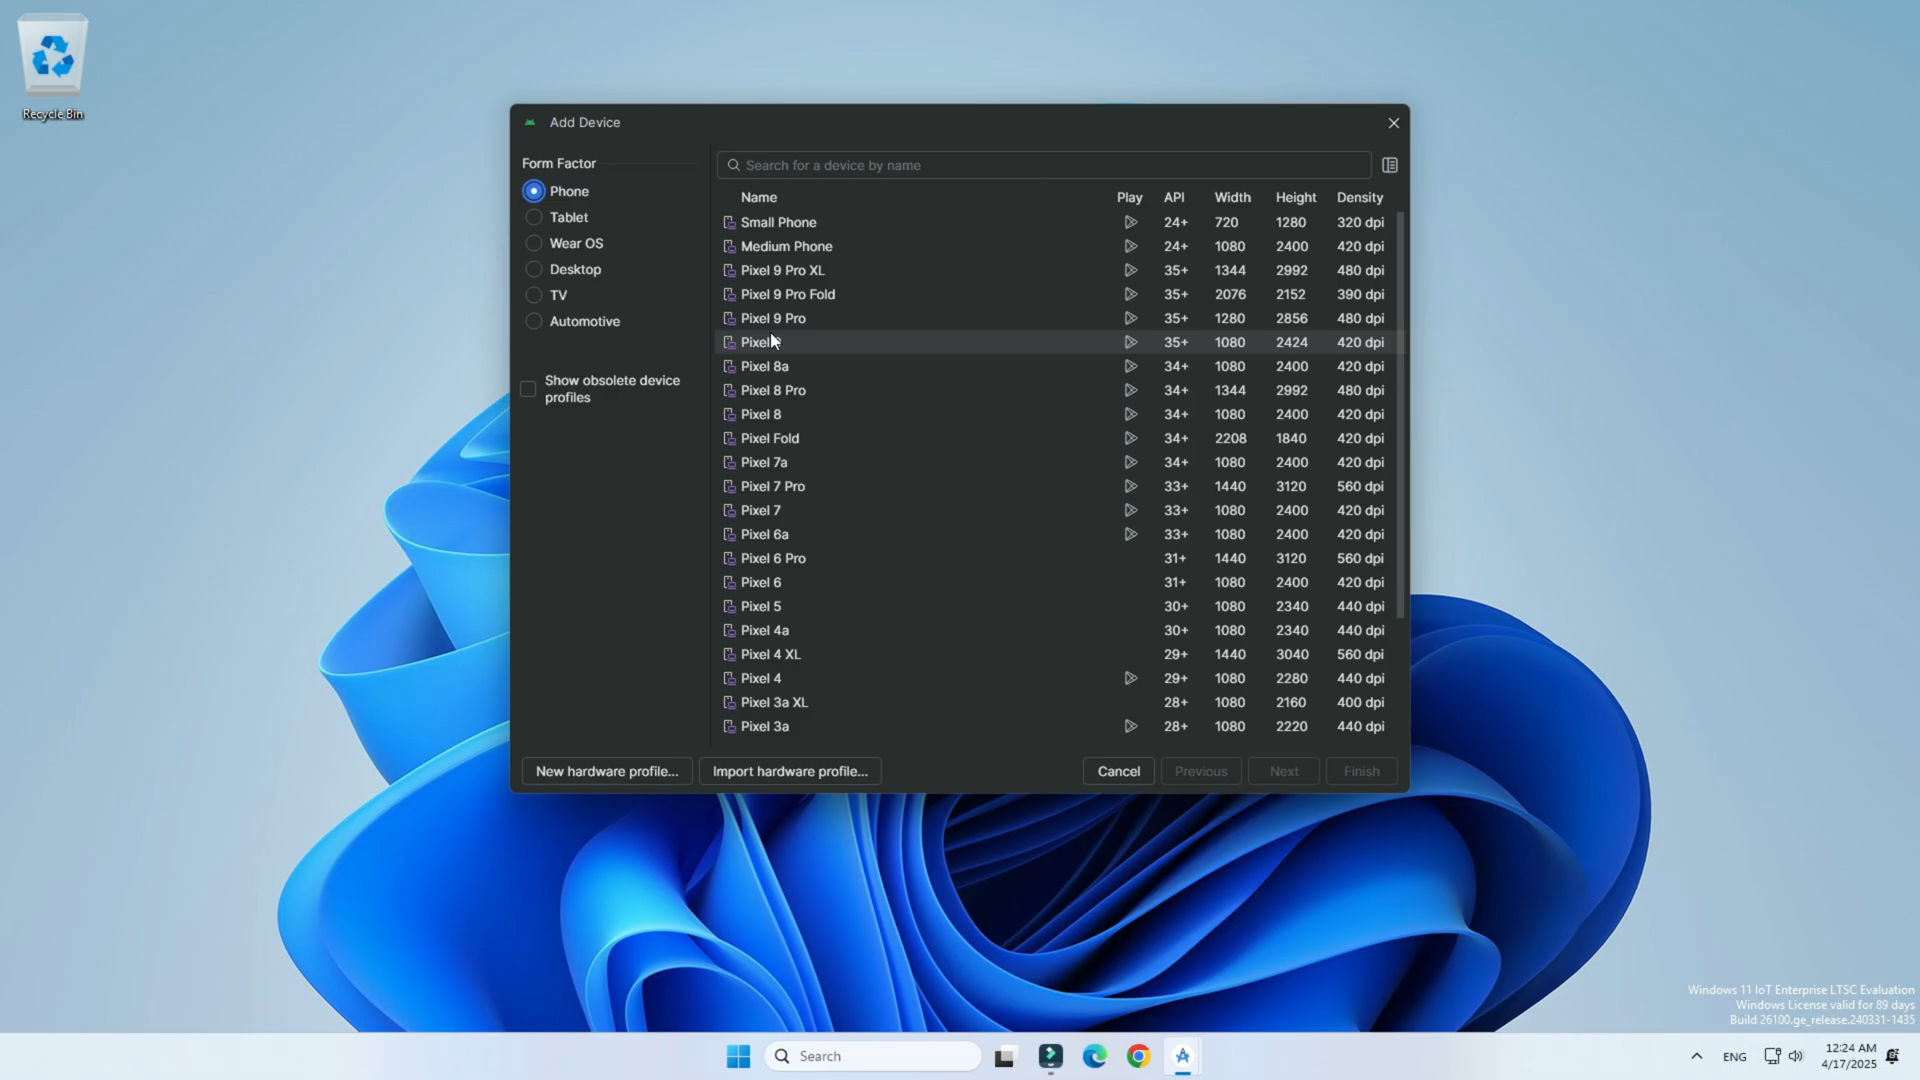 Recycle Bin
Add Device
Form Factor
Phone
Tablet
Wear OS
Desktop
TV
Automotive
Show obsolete device
profiles
Search for a device by name
Name Play API Width Height Density
Small Phone 24+ 720 1280 320 dpi
Medium Phone 24+ 1080 2400 420 dpi
Pixel 9 Pro XL 35+ 1344 2992 480 dpi
Pixel 9 Pro Fold 35+ 2076 2152 390 dpi
Pixel 9 Pro 35+ 1280 2856 480 dpi
Pixel 35+ 1080 2424 420 dpi
Pixel 8a 34+ 1080 2400 420 dpi
Pixel 8 Pro 34+ 1344 2992 480 dpi
Pixel 8 34+ 1080 2400 420 dpi
Pixel Fold 34+ 2208 1840 420 dpi
Pixel 7a 34+ 1080 2400 420 dpi
Pixel 7 Pro 33+ 1440 3120 560 dpi
Pixel 7 33+ 1080 2400 420 dpi
Pixel 6a 33+ 1080 2400 420 dpi
Pixel 6 Pro 31+ 1440 3120 560 dpi
Pixel 6 31+ 1080 2400 420 dpi
Pixel 5 30+ 1080 2340 440 dpi
Pixel 4a 30+ 1080 2340 440 dpi
Pixel 4 XL 29+ 1440 3040 560 dpi
Pixel 4 29+ 1080 2280 440 dpi
Pixel 3a XL 28+ 1080 2160 400 dpi
Pixel 3a 28+ 1080 2220 440 dpi
New hardware profile... Import hardware profile... Cancel Previous Next Finish
Windows 11 IoT Enterprise LTSC Evaluation
Windows License valid for 89 days
Build 26100.ge_release.240331-1435
Search
ENG
12:24 AM
4/17/2025